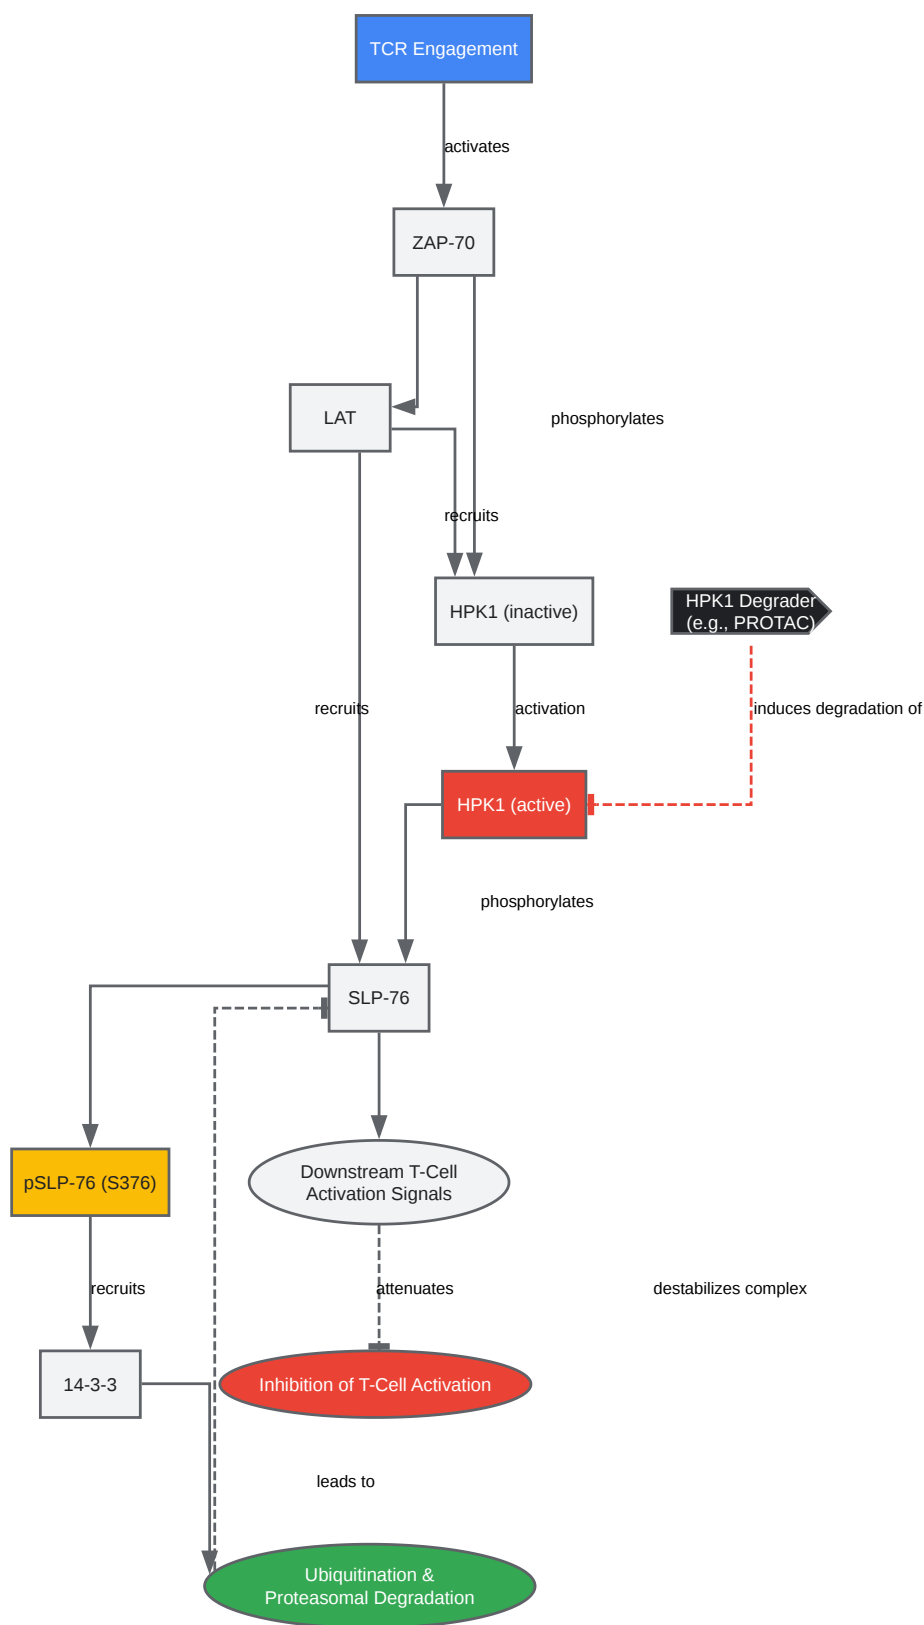 TCR Engagement
activates
ZAP-70
LAT
phosphorylates
recruits
HPK1 (inactive)
HPK1 Degrader
(e.g., PROTAC)
recruits
activation
induces degradation of
HPK1 (active)
phosphorylates
SLP-76
Downstream T-Cell
Activation Signals
pSLP-76 (S376)
recruits
attenuates
destabilizes complex
14-3-3
Inhibition of T-Cell Activation
leads to
Ubiquitination &
Proteasomal Degradation